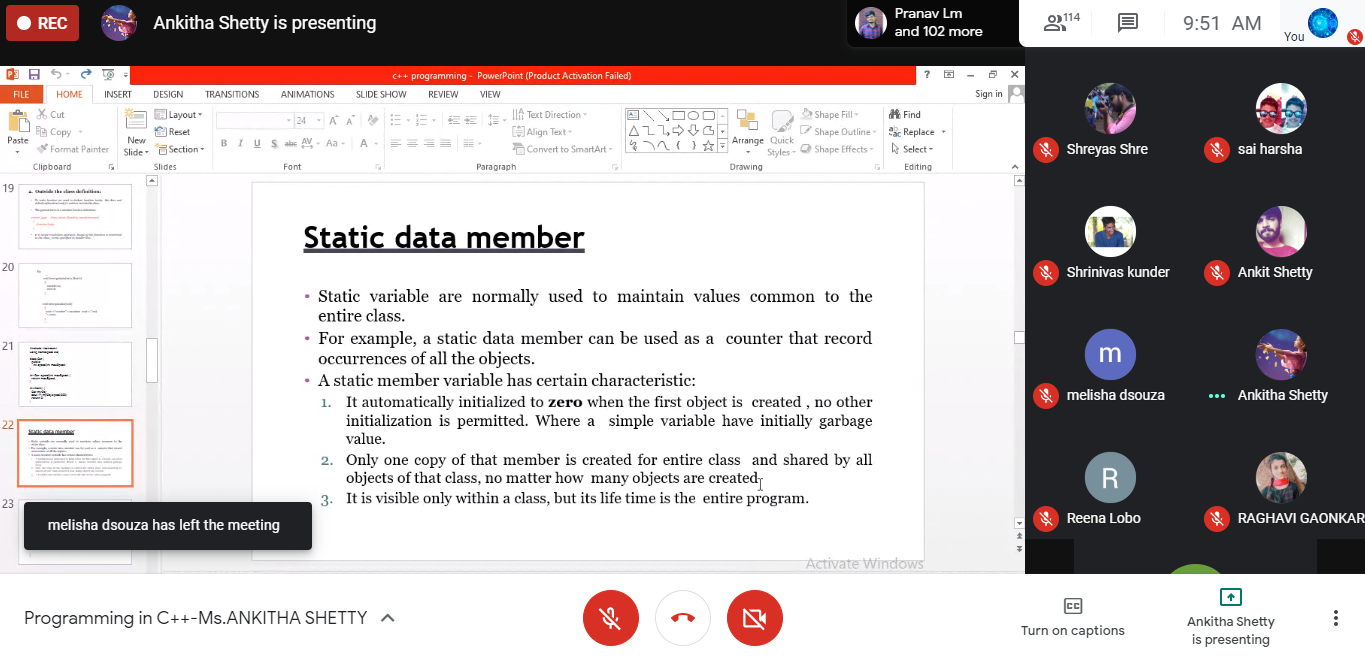 REC
Ankitha Shetty is presenting
Pranav Lm
and 102 more
114
9:51 AM
You
c++ programming - PowerPoint (Product Activation Failed)
FILE HOME INSERT DESIGN TRANSITIONS ANIMATIONS SLIDE SHOW REVIEW VIEW Sign in
Paste
Cut
Copy
Format Painter
Clipboard
New
Slide
Layout
Reset
Section
Slides
24
Font
Text Direction
Align Text
Convert to SmartArt
Paragraph
Arrange
Quick
Styles
Shape Fill
Shape Outline
Shape Effects
Drawing
Find
Replace
Select
Editing
19
20
21
22
23
Static data member
• Static variable are normally used to maintain values common to the
entire class.
• For example, a static data member can be used as a counter that record
occurrences of all the objects.
• A static member variable has certain characteristic:
1. It automatically initialized to zero when the first object is created , no other
initialization is permitted. Where a simple variable have initially garbage
value.
2. Only one copy of that member is created for entire class and shared by all
objects of that class, no matter how many objects are created
3. It is visible only within a class, but its life time is the entire program.
Activate Windows
melisha dsouza has left the meeting
Shreyas Shre
sai harsha
Shrinivas kunder
Ankit Shetty
m
melisha dsouza
Ankitha Shetty
R
Reena Lobo
RAGHAVI GAONKAR
Programming in C++-Ms.ANKITHA SHETTY
Turn on captions
Ankitha Shetty
is presenting